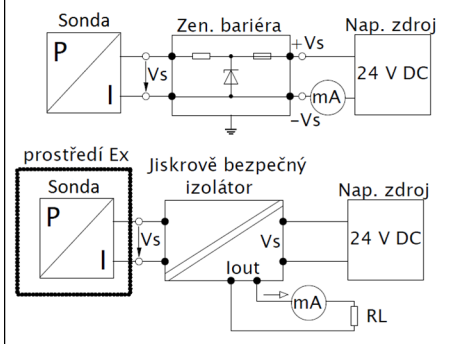 Sonda
Zen. bariéra
Nap. zdroj
P
I
Vs
+Vs
mA
–Vs
24 V DC
prostředí Ex
Jiskrově bezpečný
izolátor
Sonda
Nap. zdroj
P
I
Vs
Vs
24 V DC
Iout
mA
RL